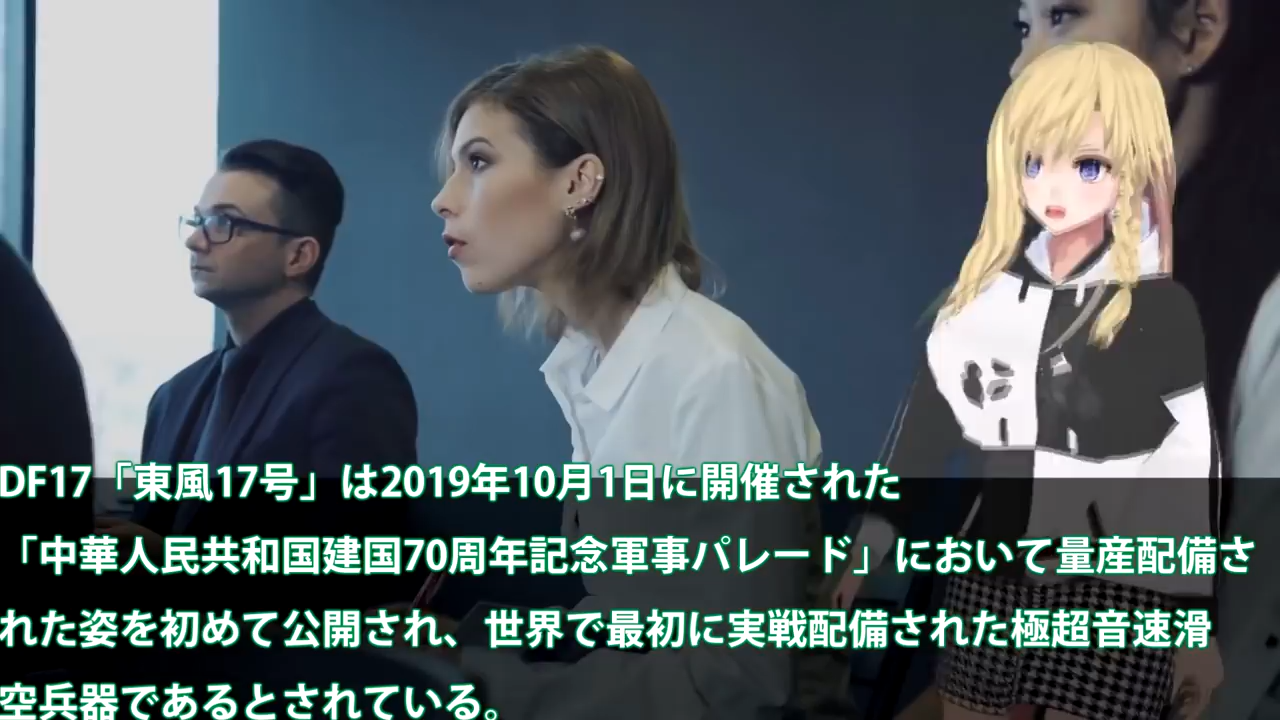 DF17「東風17号」は2019年10月1日に開催された
「中華人民共和国建国70周年記念軍事パレード」において量産配備さ
れた姿を初めて公開され、世界で最初に実戦配備された極超音速滑
空兵器であるとされている。